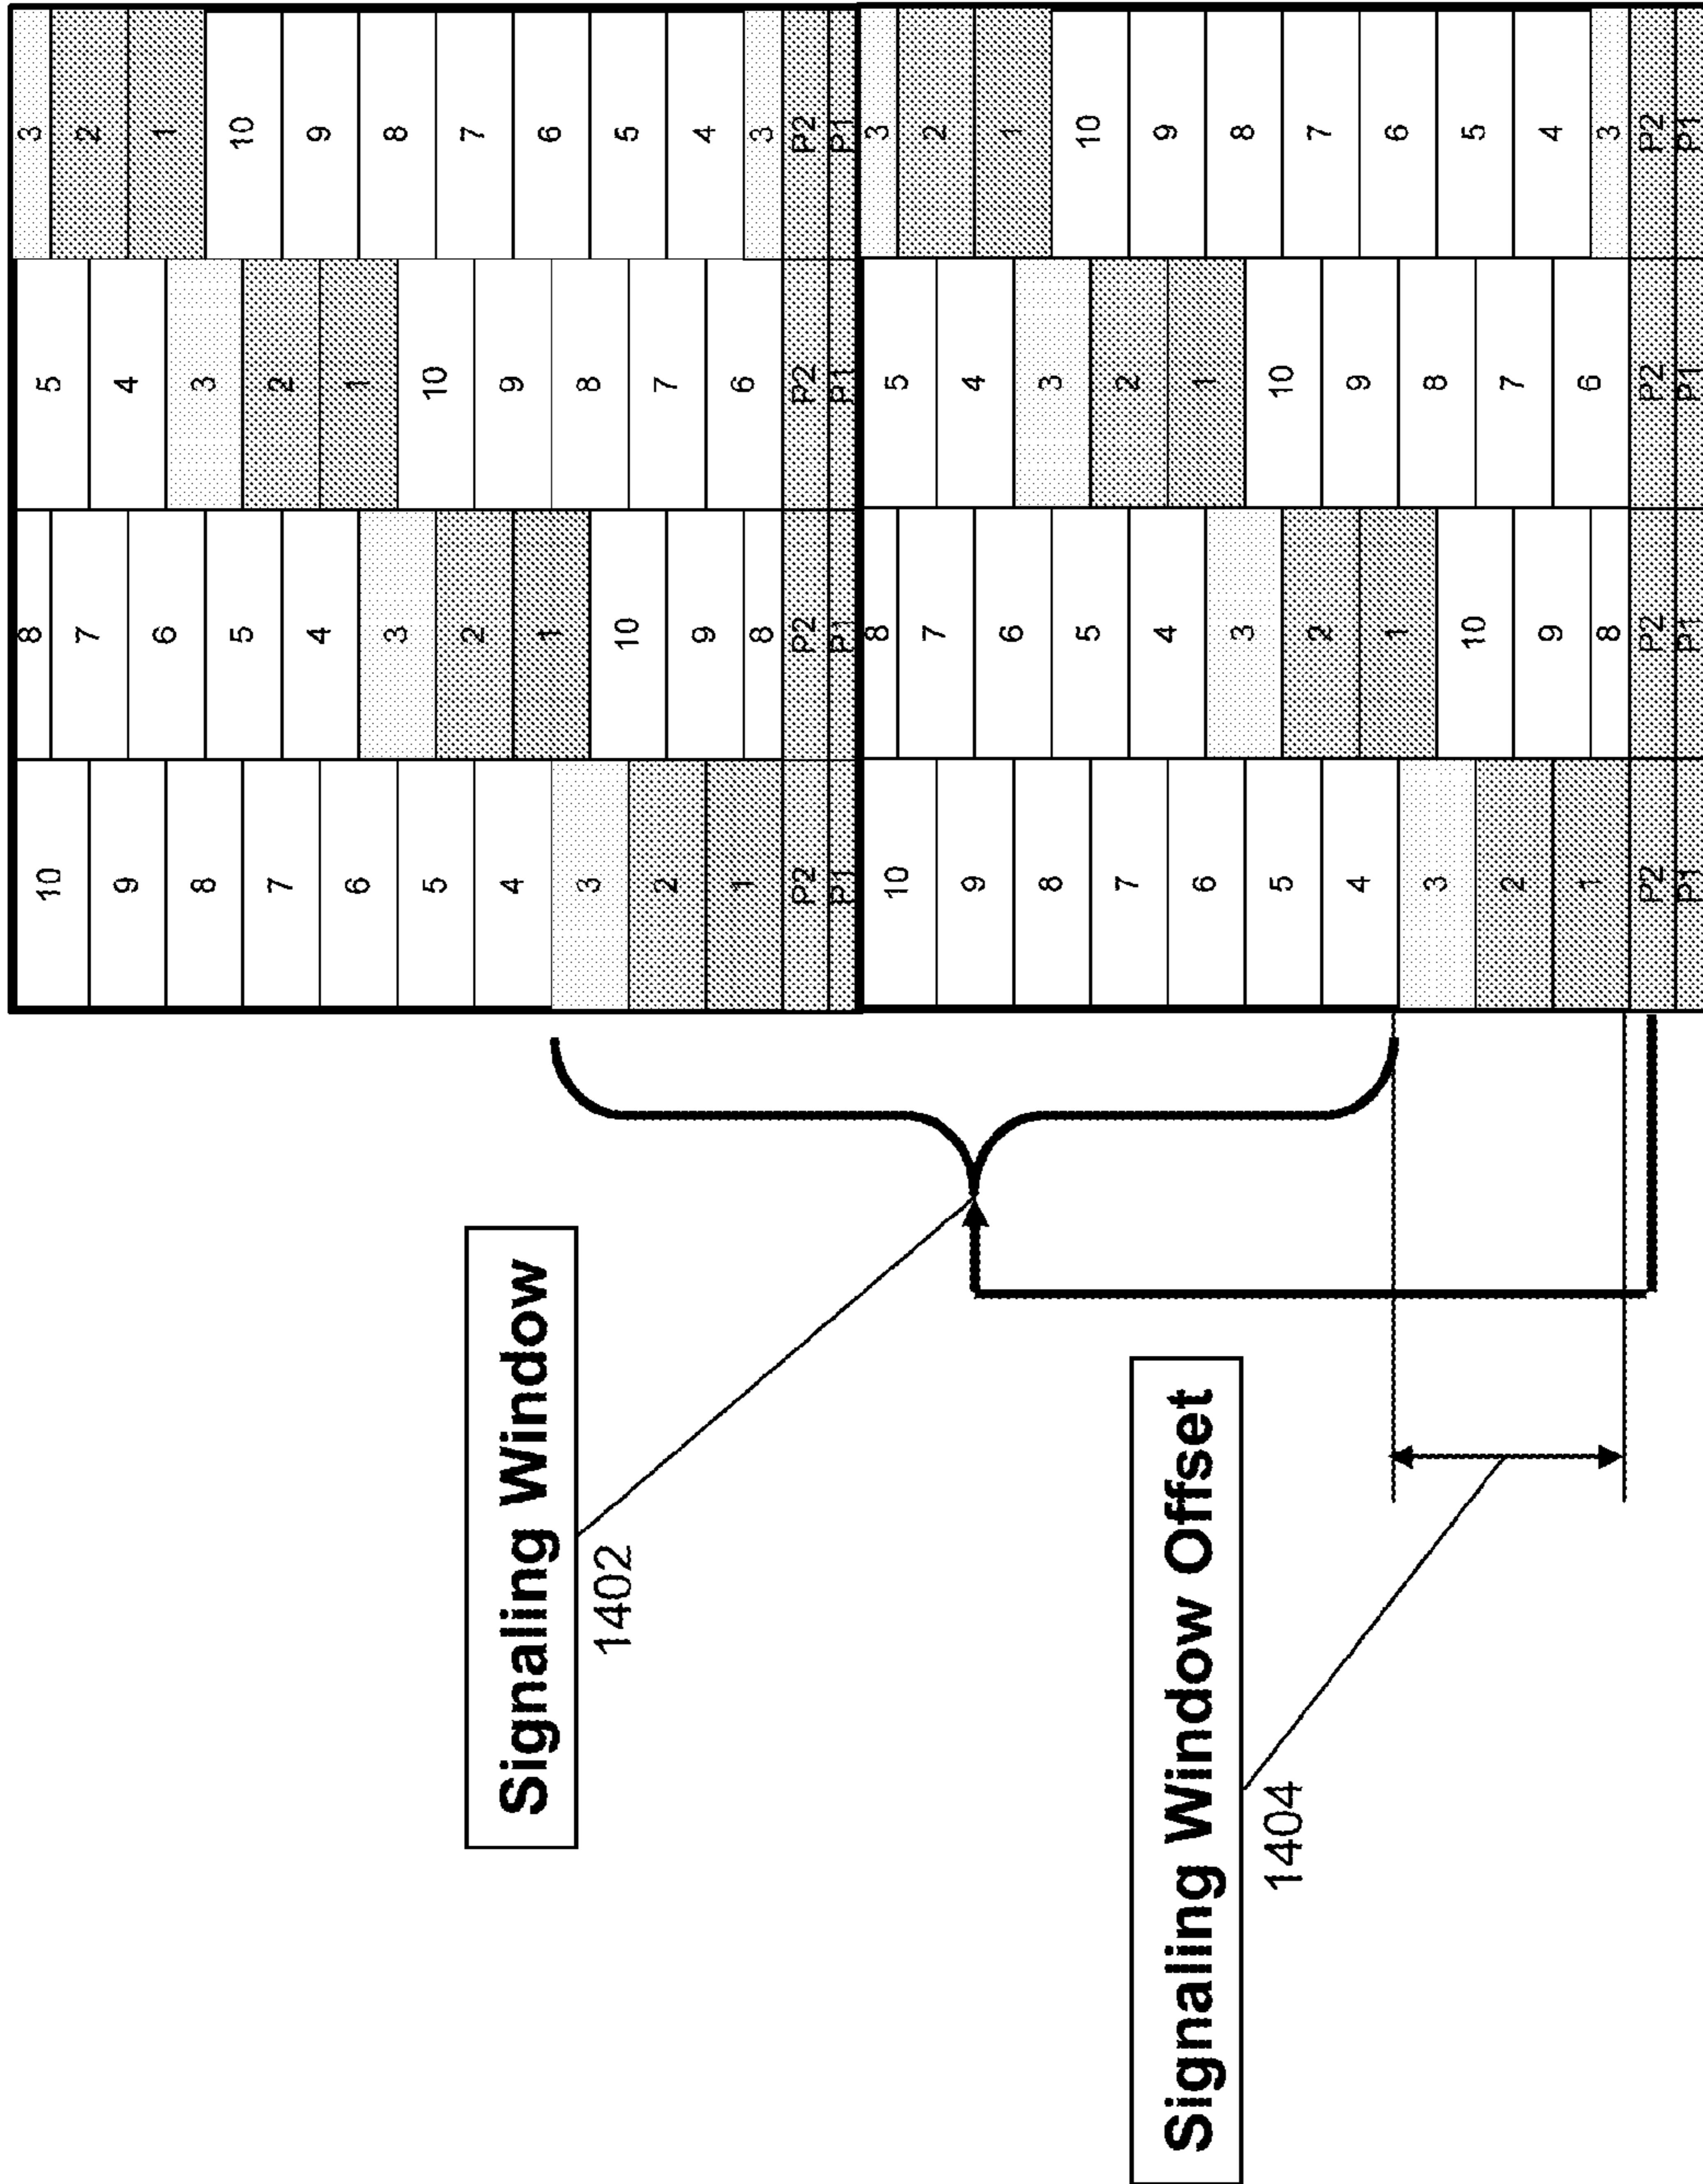 Signaling Window
1402
Signaling Window Offset
1404
P1 P2 1 2 3 4 5 6 7 8 9 10 P1 P2 1 2 3 4 5 6 7 8 9 10
P1 P2 8 9 10 1 2 3 4 5 6 7 8 P1 P2 8 9 10 1 2 3 4 5 6 7 8
P1 P2 6 7 8 9 10 1 2 3 4 5 P1 P2 6 7 8 9 10 1 2 3 4 5
P1 P2 3 4 5 6 7 8 9 10 1 2 3 P1 P2 3 4 5 6 7 8 9 10 1 2 3